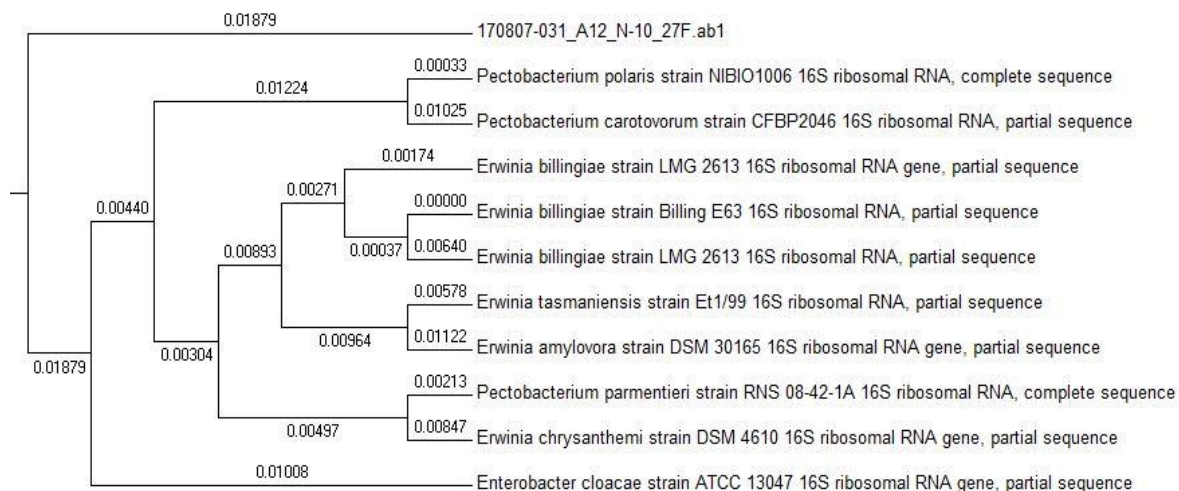 0.01879
170807-031_A12_N-10_27F.ab1
0.00033
Pectobacterium polaris strain NIBIO1006 16S ribosomal RNA, complete sequence
0.01224
0.01025
Pectobacterium carotovorum strain CFBP2046 16S ribosomal RNA, partial sequence
0.00174
Erwinia billingiae strain LMG 2613 16S ribosomal RNA gene, partial sequence
0.00271
0.00440
0.00000
Erwinia billingiae strain Billing E63 16S ribosomal RNA, partial sequence
0.00893
0.00037
0.00640
Erwinia billingiae strain LMG 2613 16S ribosomal RNA, partial sequence
0.00578
Erwinia tasmaniensis strain Et1/99 16S ribosomal RNA, partial sequence
0.01879
0.00304
0.00964
0.01122
Erwinia amylovora strain DSM 30165 16S ribosomal RNA gene, partial sequence
0.00213
Pectobacterium parmentieri strain RNS 08-42-1A 16S ribosomal RNA, complete sequence
0.00497
0.00847
Erwinia chrysanthemi strain DSM 4610 16S ribosomal RNA gene, partial sequence
0.01008
Enterobacter cloacae strain ATCC 13047 16S ribosomal RNA gene, partial sequence